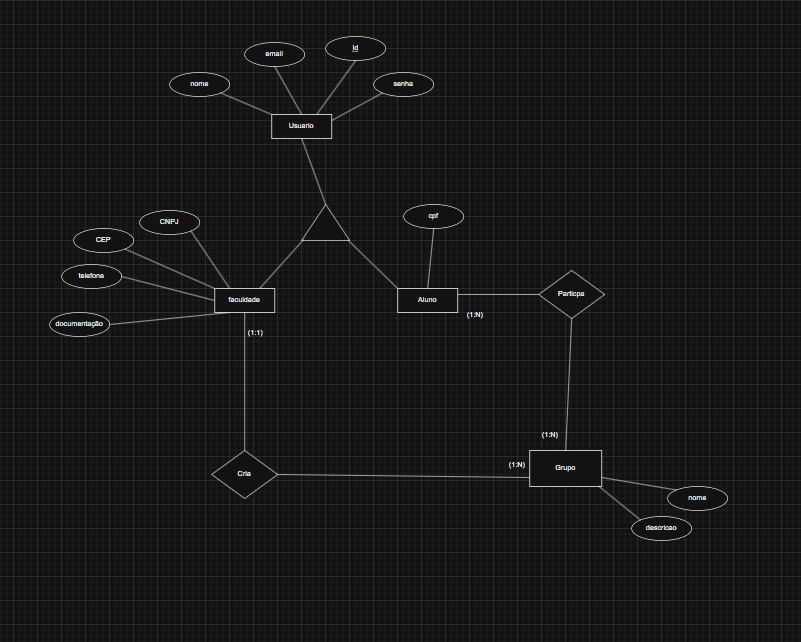 email
id
nome
senha
Usuario
CNPJ
cpf
CEP
telefone
faculdade
Aluno
Particpa
(1:N)
documentação
(1:1)
(1:N)
(1:N)
Grupo
Cria
nome
descricao